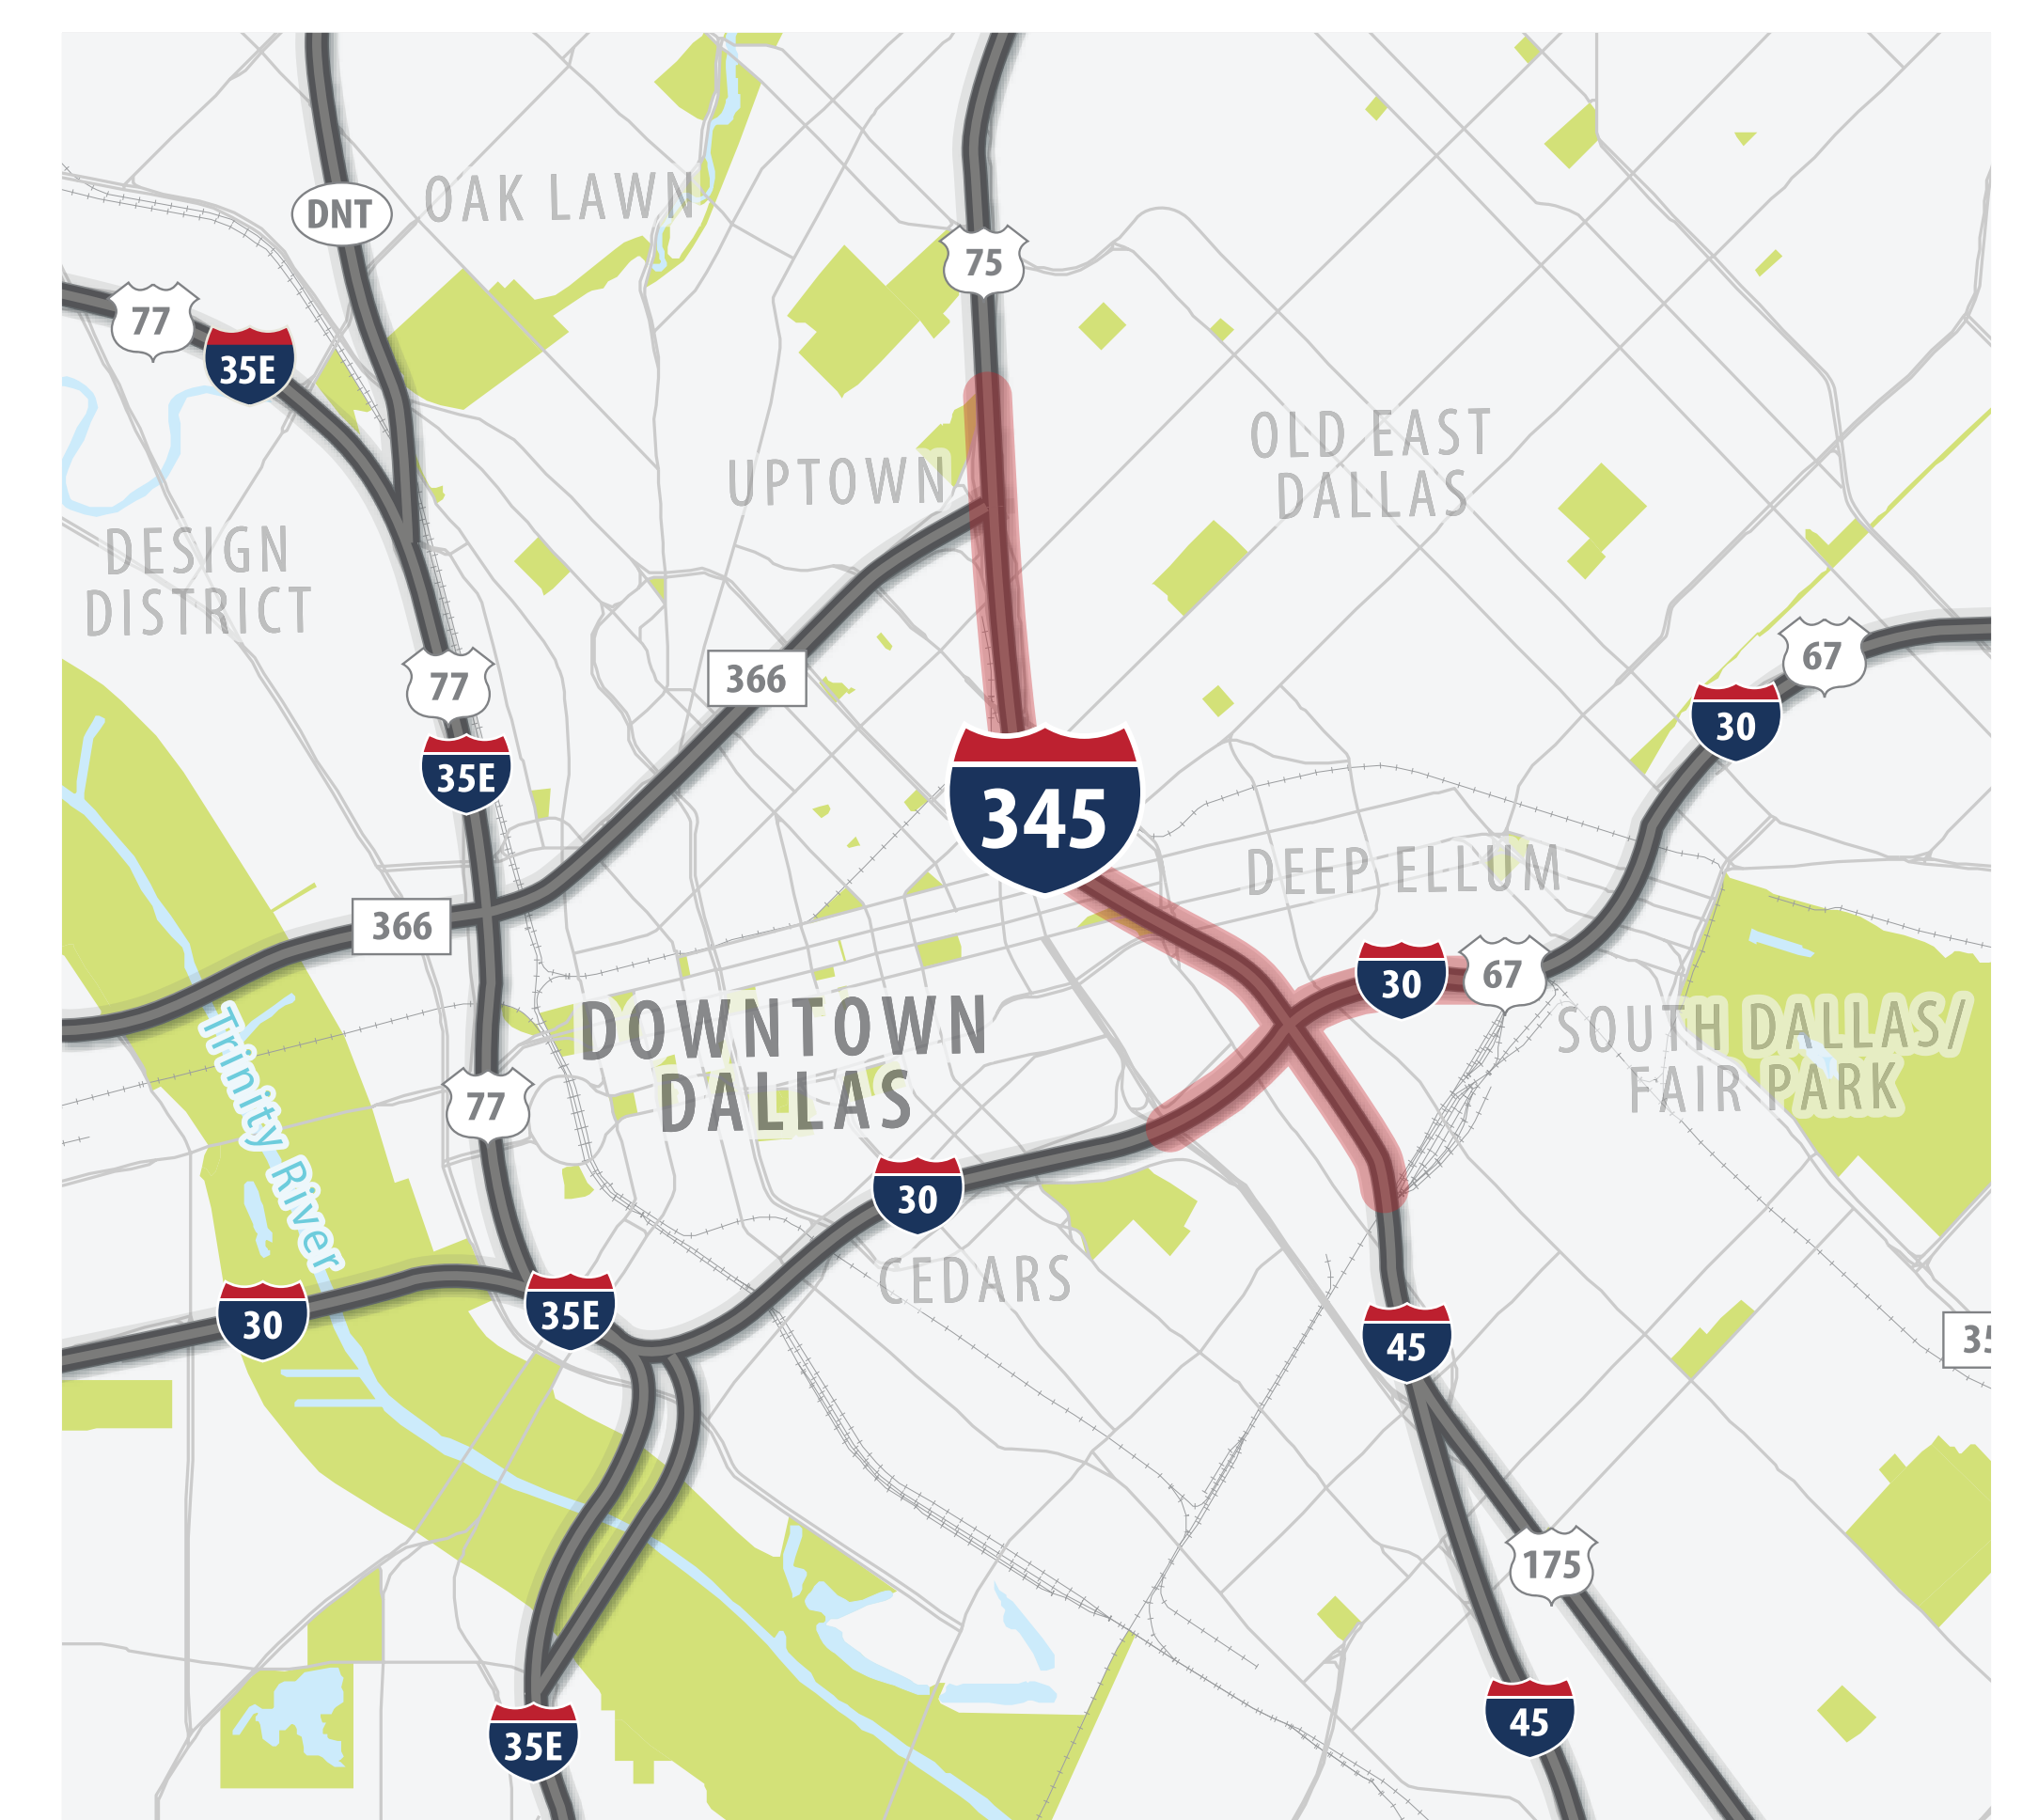 OAK LAWN
DNT
75
77
35E
OLD EAST
DALLAS
UPTOWN
DESIGN
DISTRICT
67
30
77
366
35E
345
DEEP ELLUM
366
30
67
DOWNTOWN
DALLAS
SOUTH DALLAS/
FAIR PARK
Trinity River
77
30
CEDARS
30
35E
45
35
175
45
35E